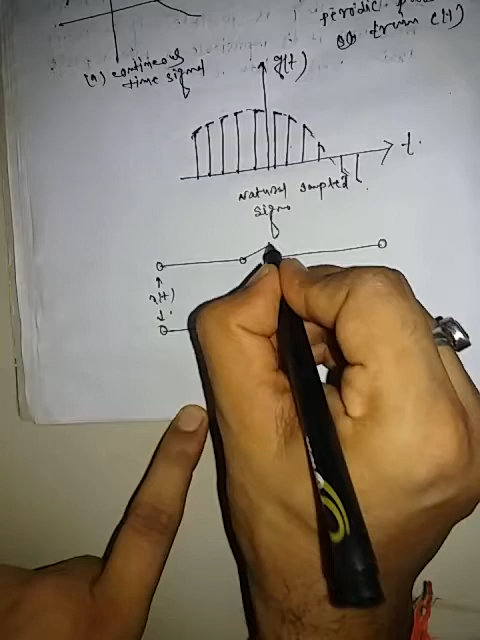 periodic
(a) continuous
time signal
train c(t)
g(t)
t.
Natural sampled
signal
x(t)